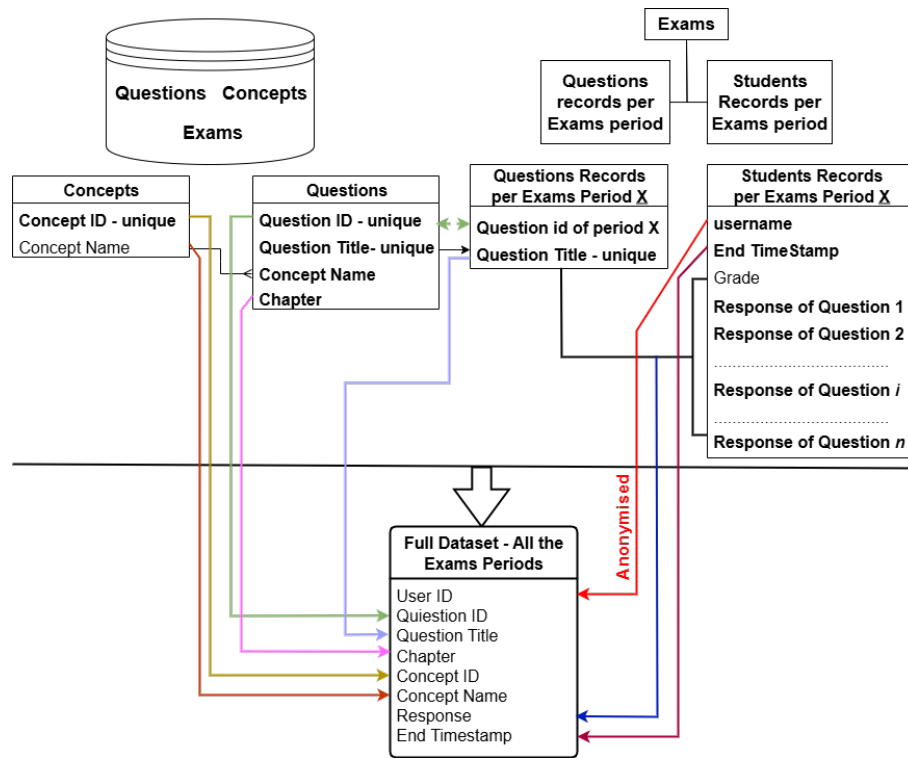 Exams
Questions Concepts
Exams
Questions
records per
Exams period
Students
Records per
Exams period
Concepts
Concept ID - unique
Concept Name
Questions
Question ID - unique
Question Title- unique
Concept Name
Chapter
Questions Records
per Exams Period X
Question id of period X
Question Title - unique
Students Records
per Exams Period X
username
End TimeStamp
Grade
Response of Question 1
Response of Question 2
Response of Question i
Response of Question n
Anonymised
Full Dataset - All the
Exams Periods
User ID
Quiestion ID
Question Title
Chapter
Concept ID
Concept Name
Response
End Timestamp